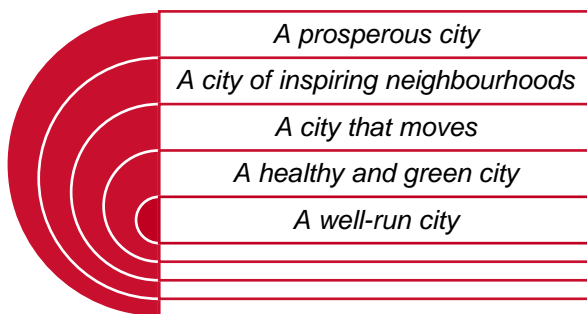 A prosperous city
A city of inspiring neighbourhoods
A city that moves
A healthy and green city
A well-run city